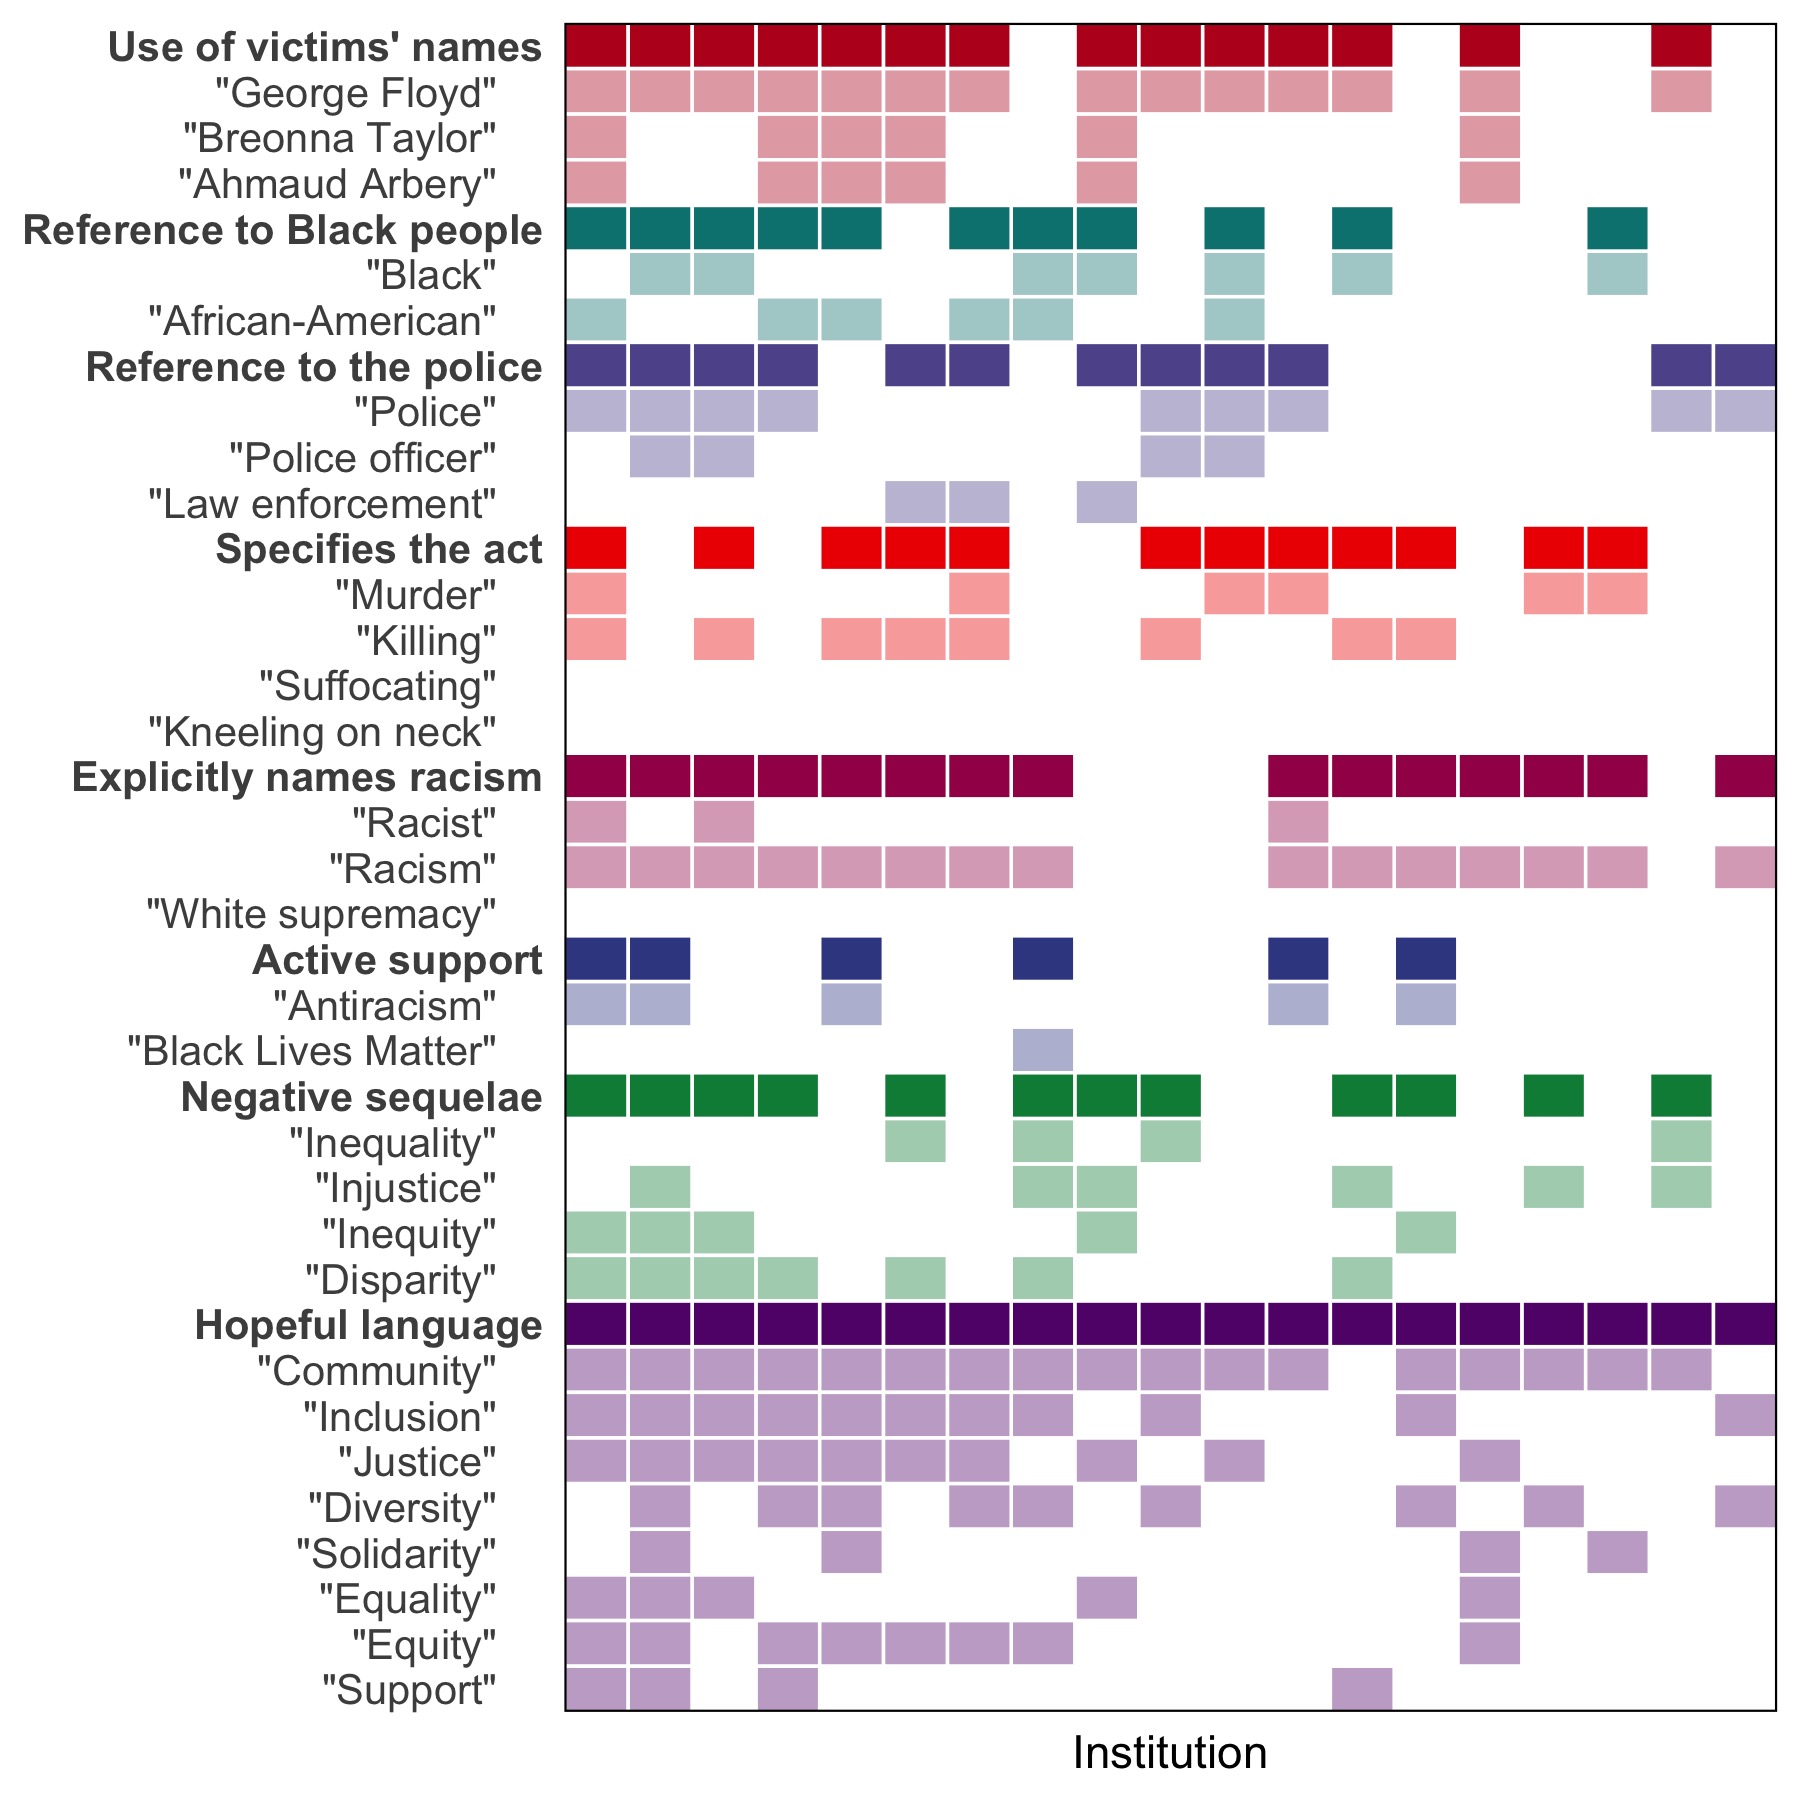 Use of victims' names
"George Floyd"
"Breonna Taylor"
"Ahmaud Arbery"
Reference to Black people
"Black"
"African-American"
Reference to the police
"Police"
"Police officer"
"Law enforcement"
Specifies the act
"Murder"
"Killing"
"Suffocating"
"Kneeling on neck"
Explicitly names racism
"Racist"
"Racism"
"White supremacy"
Active support
"Antiracism"
"Black Lives Matter"
Negative sequelae
"Inequality"
"Injustice"
"Inequity"
"Disparity"
Hopeful language
"Community"
"Inclusion"
"Justice"
"Diversity"
"Solidarity"
"Equality"
"Equity"
"Support"
Institution